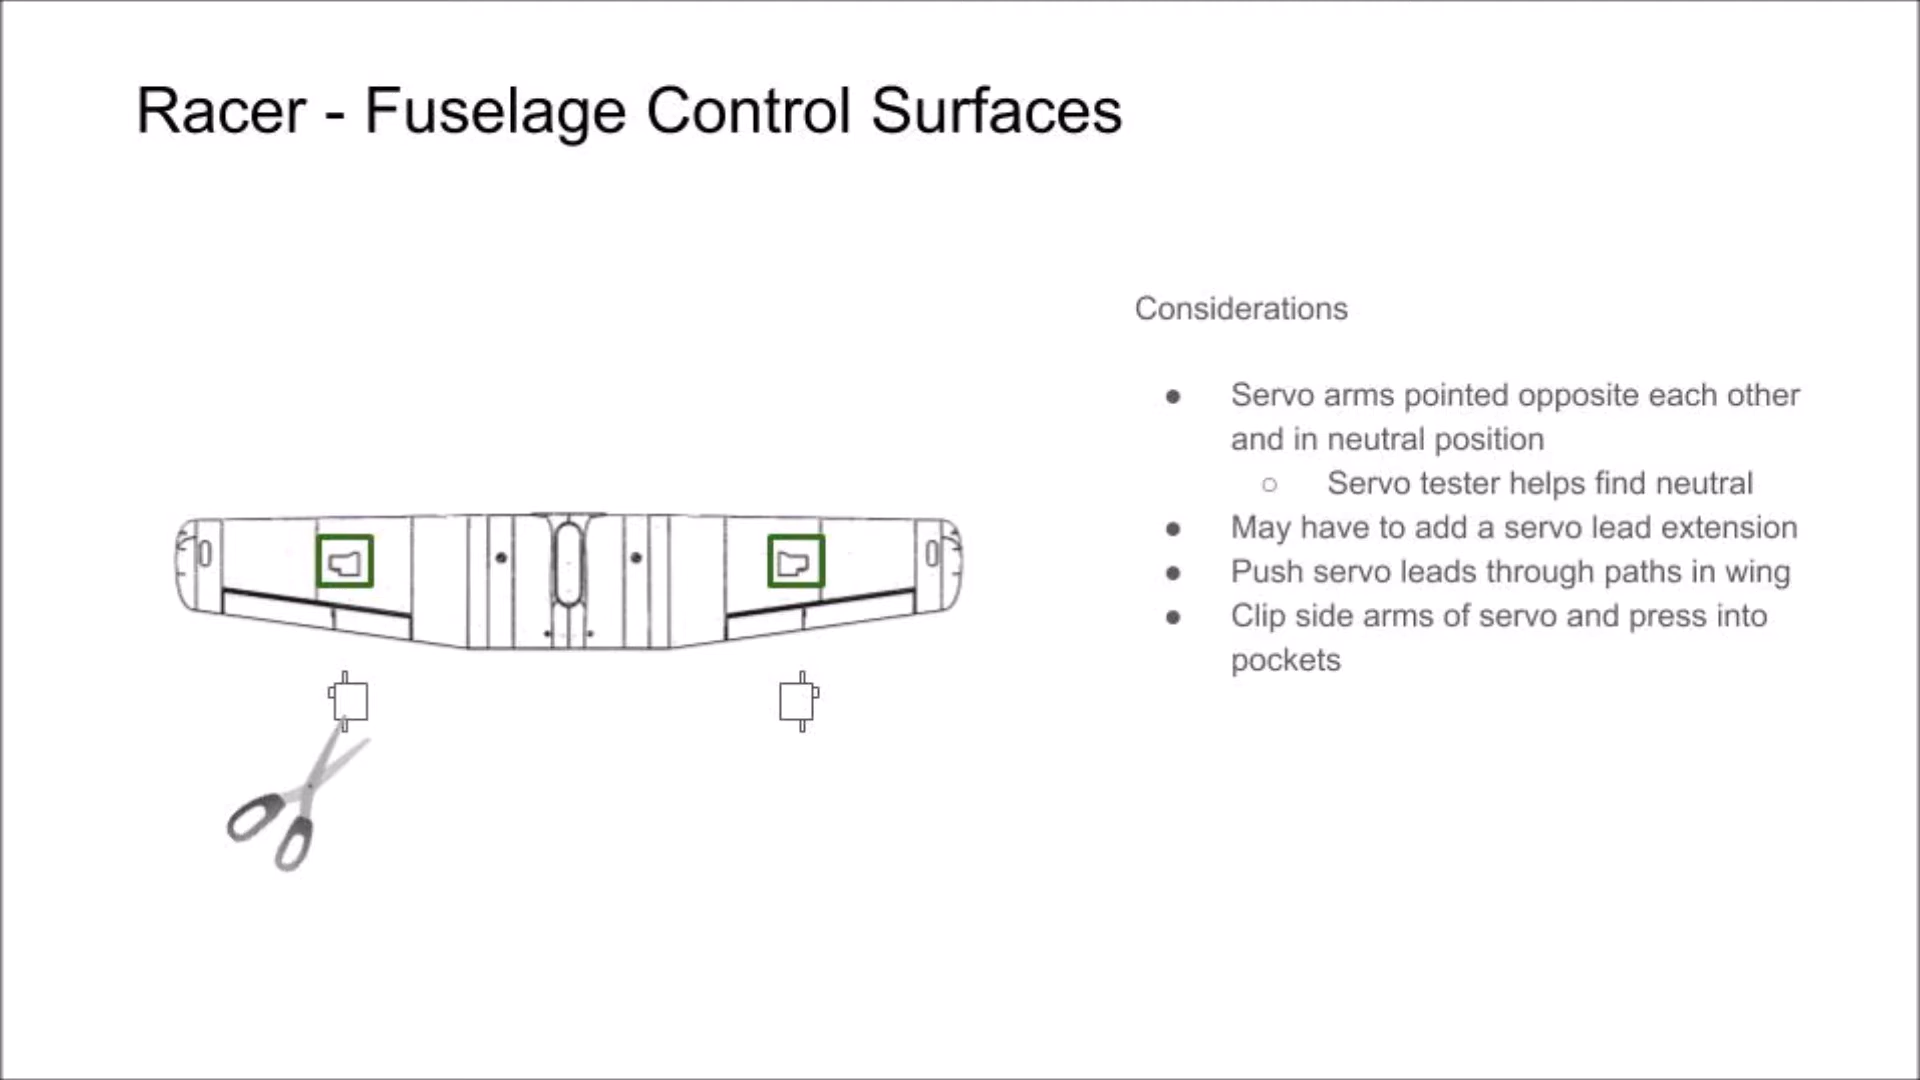 Racer - Fuselage Control Surfaces
Considerations
● Servo arms pointed opposite each other
and in neutral position
○ Servo tester helps find neutral
● May have to add a servo lead extension
● Push servo leads through paths in wing
● Clip side arms of servo and press into
pockets